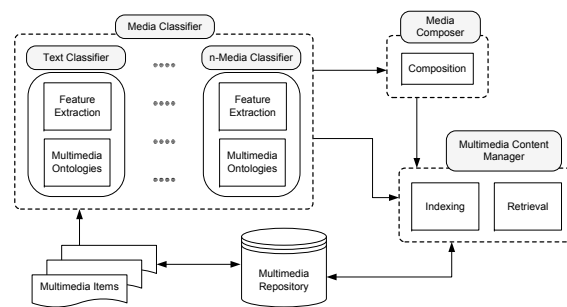 Media Classifier
Media
Composer
Text Classifier
n-Media Classifier
Composition
Feature
Extraction
Feature
Extraction
Multimedia
Ontologies
Multimedia
Ontologies
Multimedia Content
Manager
Indexing
Retrieval
Multimedia Items
Multimedia
Repository